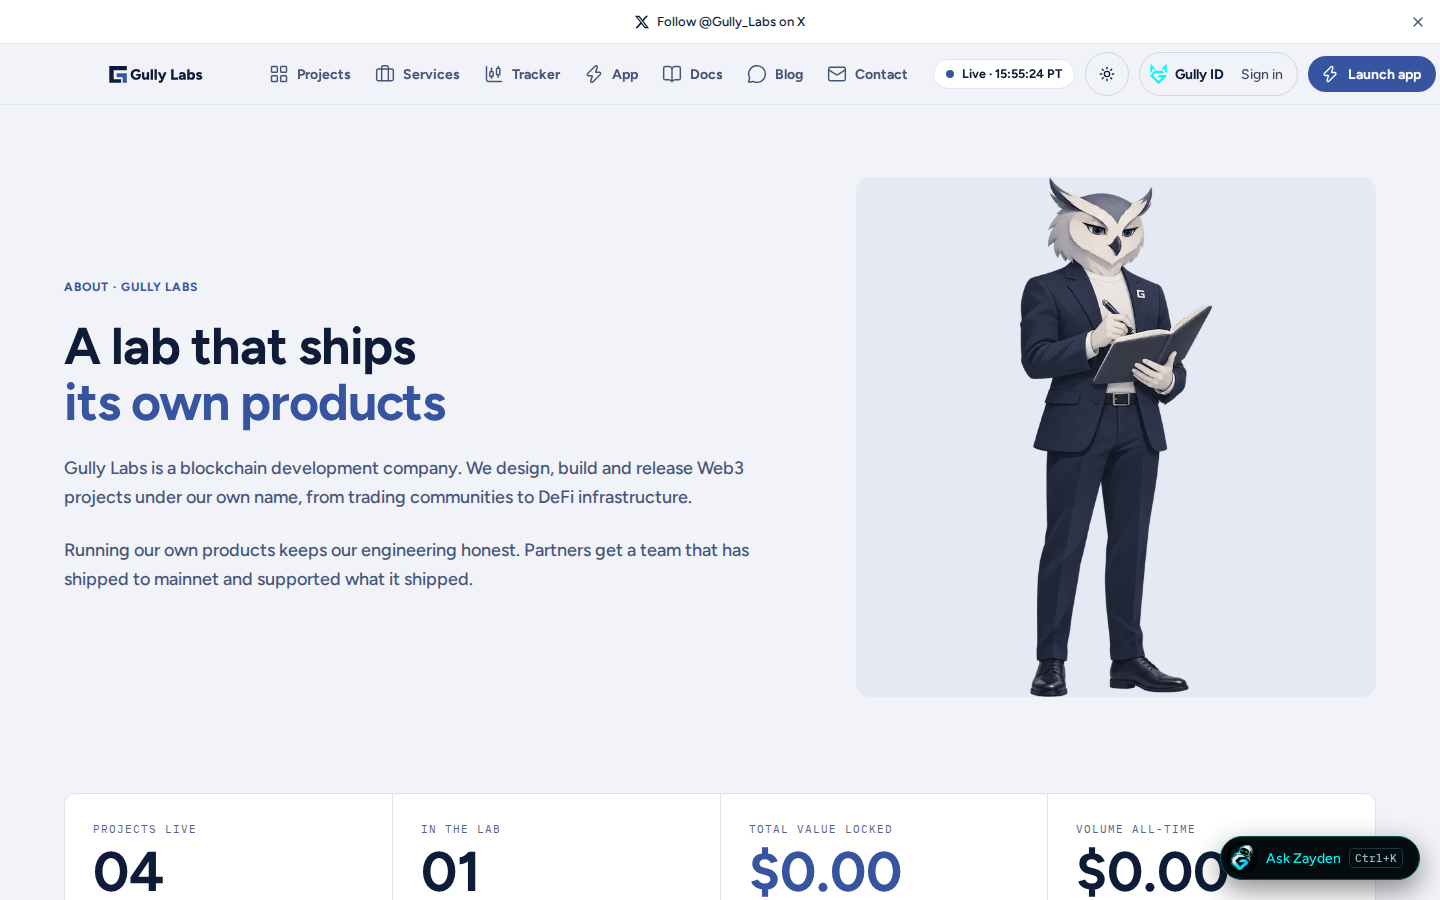 Follow @Gully_Labs on X
Gully Labs
Projects
Services
Tracker
App
Docs
Blog
Contact
Live · 15:55:24 PT
Gully ID
Sign in
Launch app
ABOUT · GULLY LABS
A lab that ships
its own products
Gully Labs is a blockchain development company. We design, build and release Web3
projects under our own name, from trading communities to DeFi infrastructure.
Running our own products keeps our engineering honest. Partners get a team that has
shipped to mainnet and supported what it shipped.
PROJECTS LIVE
04
IN THE LAB
01
TOTAL VALUE LOCKED
$0.00
VOLUME ALL-TIME
$0.00
Ask Zayden
Ctrl+K